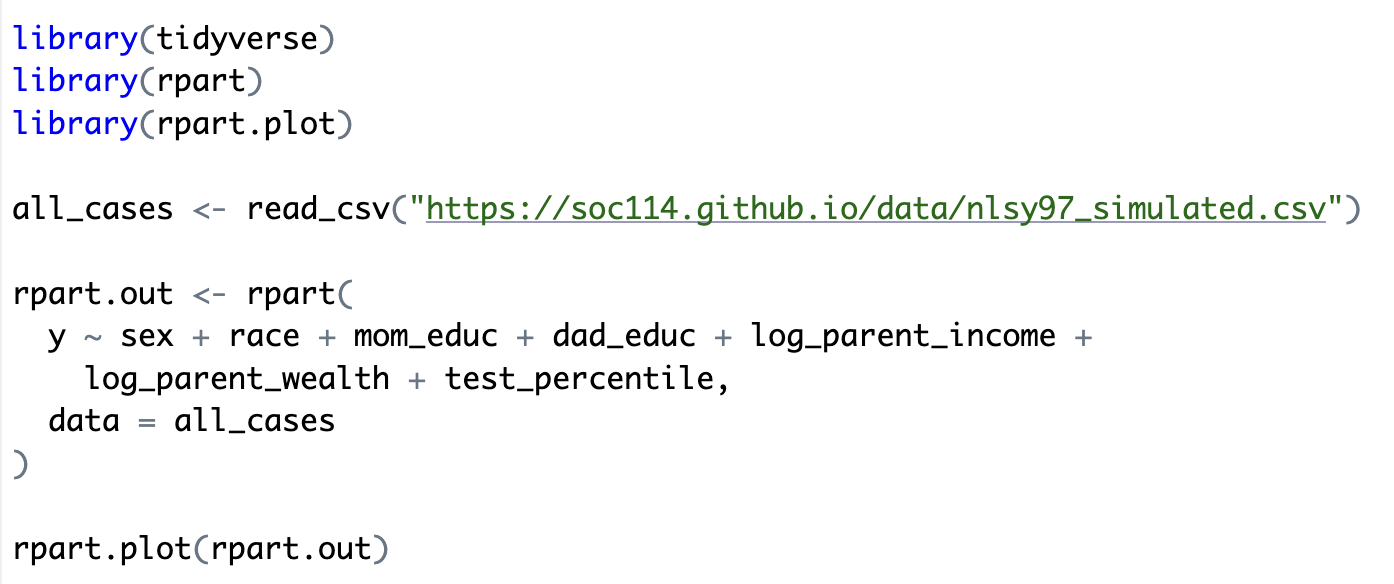 library(tidyverse)
library(rpart)
library(rpart.plot)
all_cases <- read_csv("https://soc114.github.io/data/nlsy97_simulated.csv")
rpart.out <- rpart(
  y ~ sex + race + mom_educ + dad_educ + log_parent_income +
    log_parent_wealth + test_percentile,
  data = all_cases
)
rpart.plot(rpart.out)